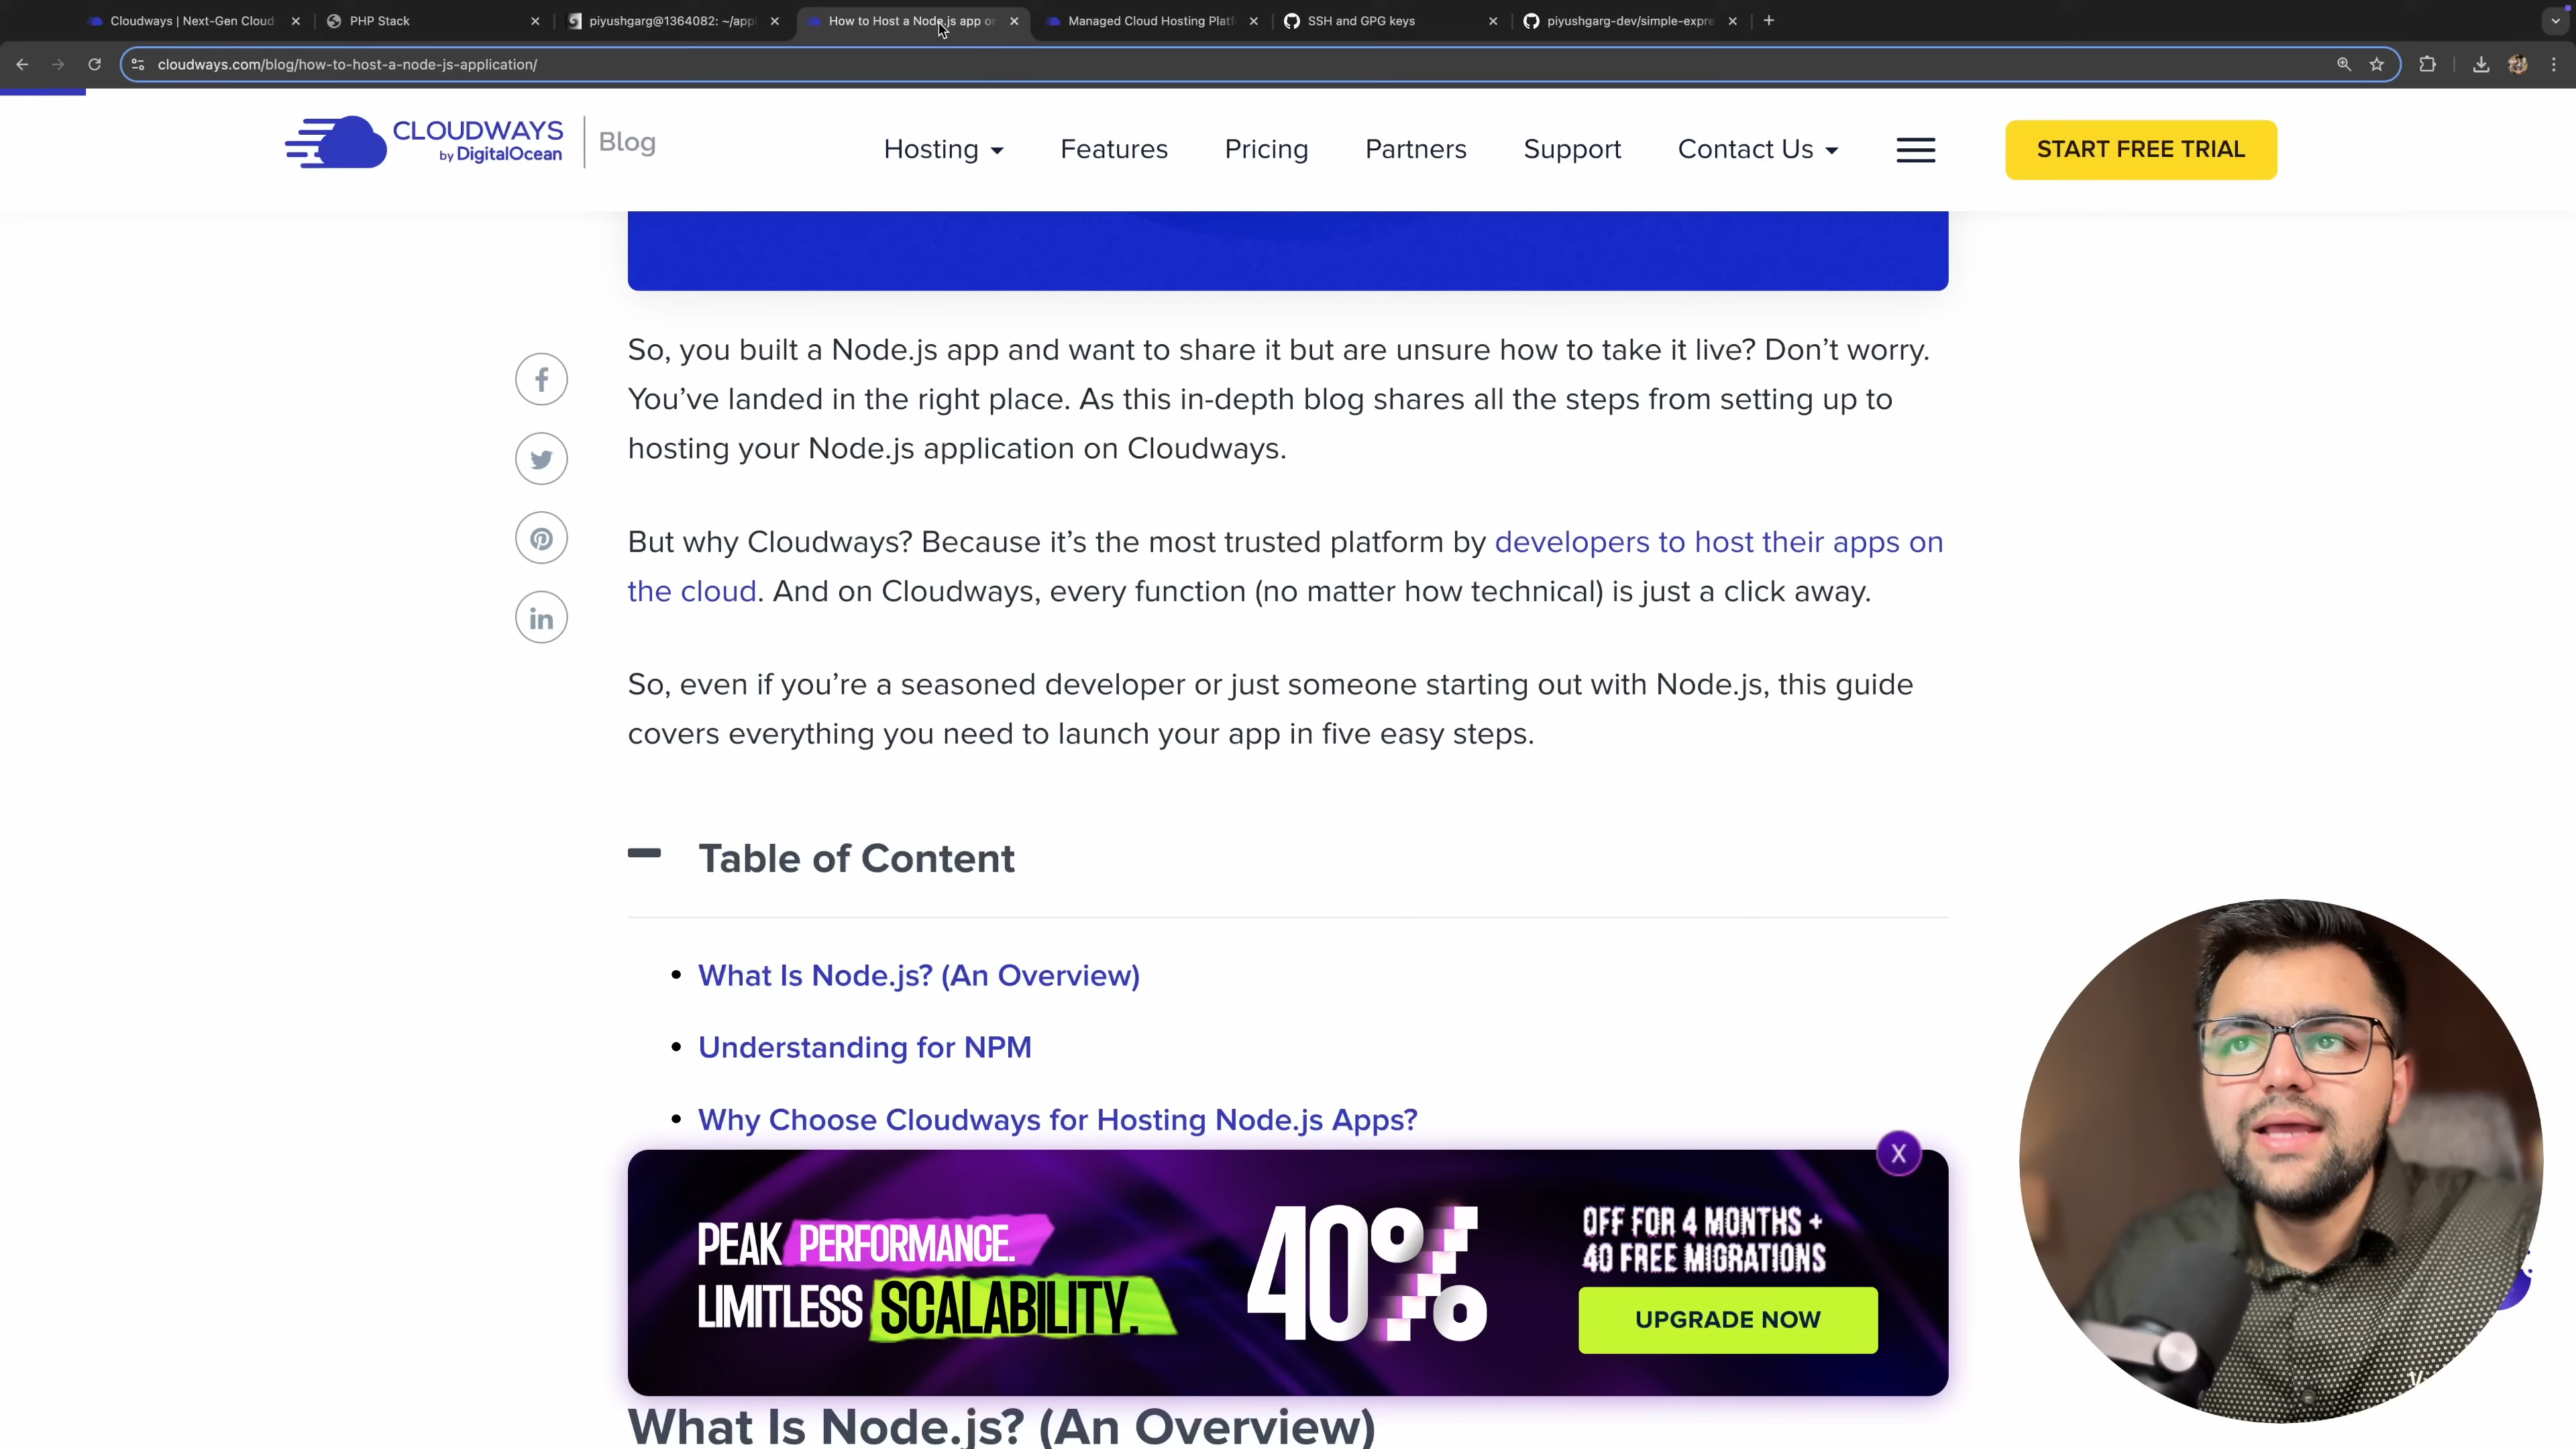 Cloudways | Next-Gen Cloud
PHP Stack
piyushgarg@1364082: ~/appl
How to Host a Node.js app on
Managed Cloud Hosting Platf
SSH and GPG keys
piyushgarg-dev/simple-expre
cloudways.com/blog/how-to-host-a-node-js-application/
CLOUDWAYS
by DigitalOcean
Blog
Hosting
Features
Pricing
Partners
Support
Contact Us
START FREE TRIAL
So, you built a Node.js app and want to share it but are unsure how to take it live? Don’t worry.
You’ve landed in the right place. As this in-depth blog shares all the steps from setting up to
hosting your Node.js application on Cloudways.
But why Cloudways? Because it’s the most trusted platform by developers to host their apps on
the cloud. And on Cloudways, every function (no matter how technical) is just a click away.
So, even if you’re a seasoned developer or just someone starting out with Node.js, this guide
covers everything you need to launch your app in five easy steps.
Table of Content
• What Is Node.js? (An Overview)
• Understanding for NPM
• Why Choose Cloudways for Hosting Node.js Apps?
X
PEAK PERFORMANCE.
LIMITLESS SCALABILITY.
40%
OFF FOR 4 MONTHS +
40 FREE MIGRATIONS
UPGRADE NOW
What Is Node.js? (An Overview)